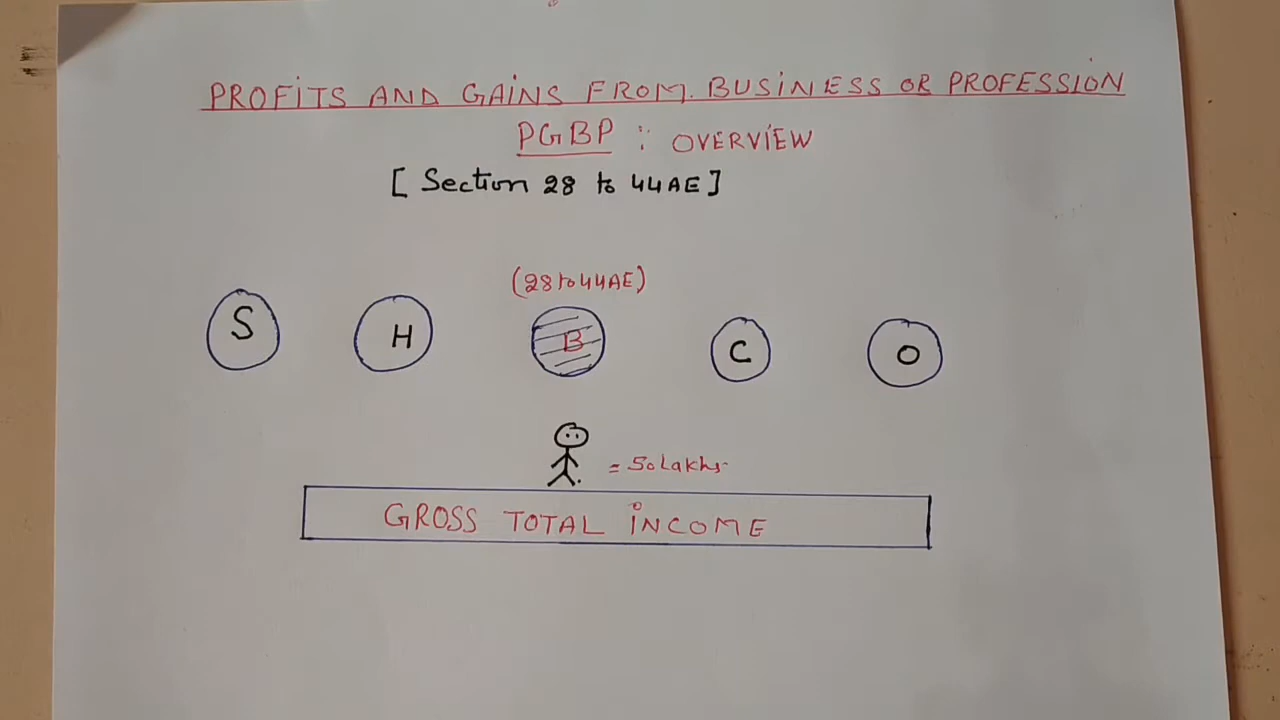 PROFITS AND GAINS FROM BUSINESS OR PROFESSION
PGBP : OVERVIEW
[ Section 28 to 44AE ]
(28 to 44AE)
S H B C O
= 50 Lakhs
GROSS TOTAL INCOME